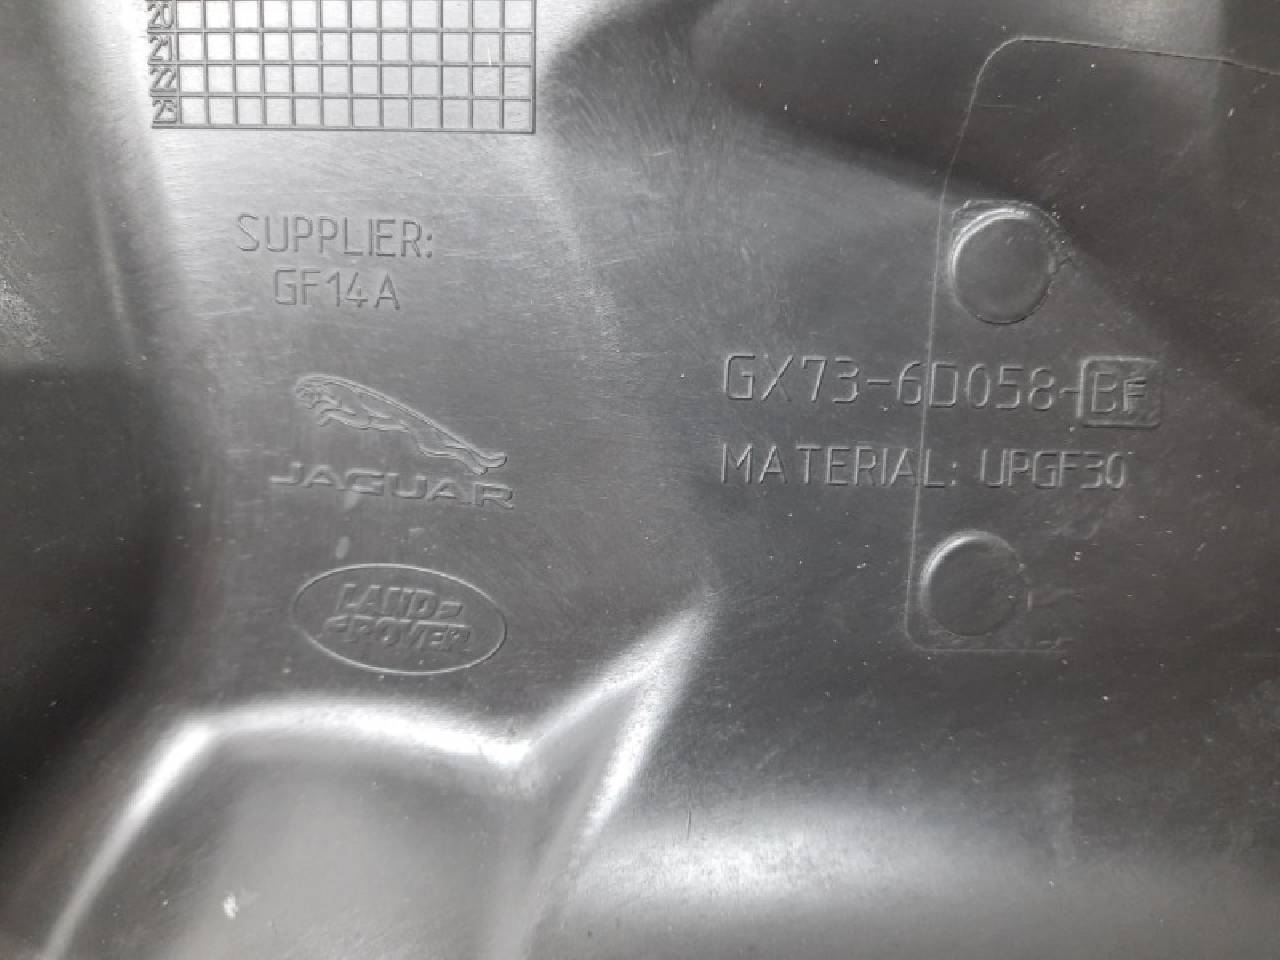 20
21
22
23
SUPPLIER:
GF14A
JAGUAR
LAND-
ROVER
GX73-6D058-BF
MATERIAL: UPGF30